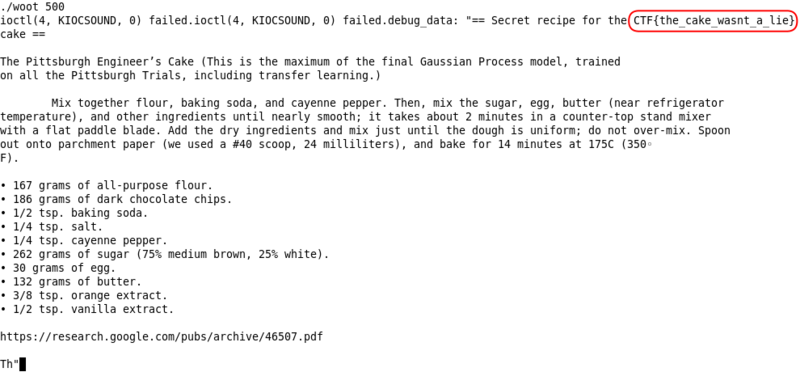 ./woot 500
ioctl(4, KIOCSOUND, 0) failed.ioctl(4, KIOCSOUND, 0) failed.debug_data: "== Secret recipe for the CTF{the_cake_wasnt_a_lie}
cake ==
The Pittsburgh Engineer’s Cake (This is the maximum of the final Gaussian Process model, trained
on all the Pittsburgh Trials, including transfer learning.)
Mix together flour, baking soda, and cayenne pepper. Then, mix the sugar, egg, butter (near refrigerator
temperature), and other ingredients until nearly smooth; it takes about 2 minutes in a counter-top stand mixer
with a flat paddle blade. Add the dry ingredients and mix just until the dough is uniform; do not over-mix. Spoon
out onto parchment paper (we used a #40 scoop, 24 milliliters), and bake for 14 minutes at 175C (350◦
F).
• 167 grams of all-purpose flour.
• 186 grams of dark chocolate chips.
• 1/2 tsp. baking soda.
• 1/4 tsp. salt.
• 1/4 tsp. cayenne pepper.
• 262 grams of sugar (75% medium brown, 25% white).
• 30 grams of egg.
• 132 grams of butter.
• 3/8 tsp. orange extract.
• 1/2 tsp. vanilla extract.
https://research.google.com/pubs/archive/46507.pdf
Th"